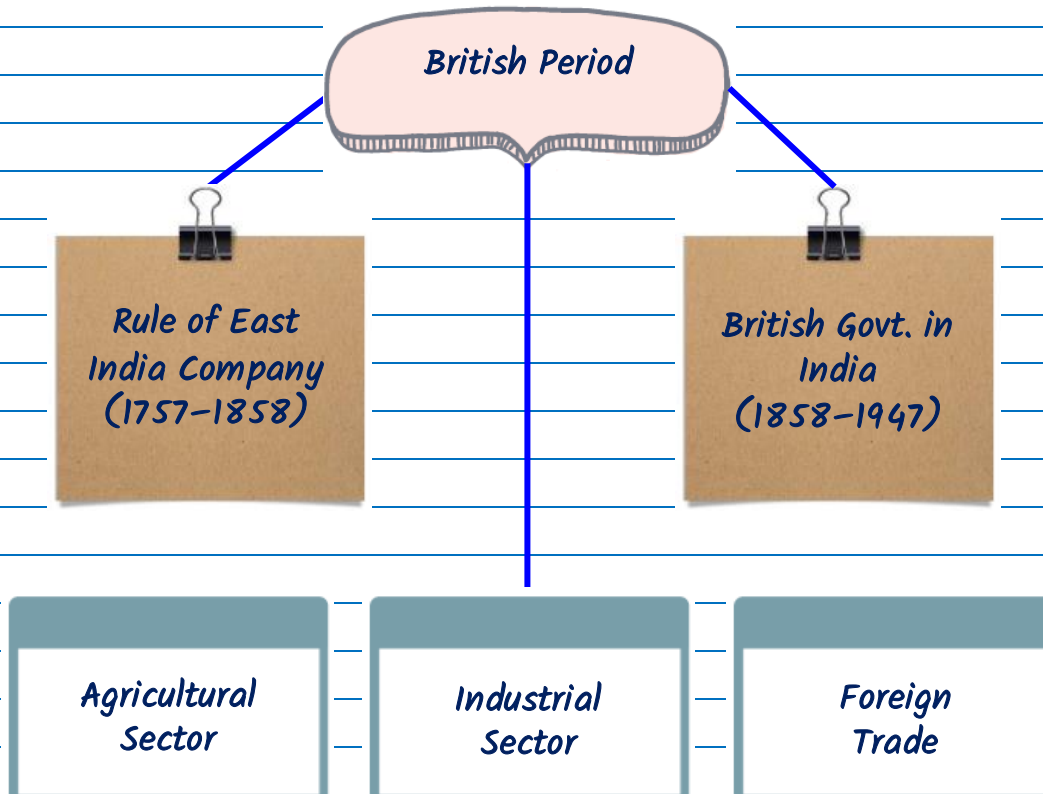 British Period
Rule of East
India Company
(1757–1858)
British Govt. in
India
(1858–1947)
Agricultural
Sector
Industrial
Sector
Foreign
Trade